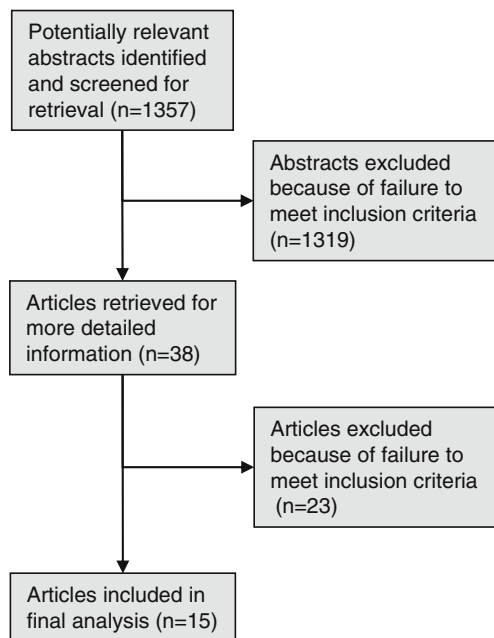 Potentially relevant
abstracts identified
and screened for
retrieval (n=1357)
Abstracts excluded
because of failure to
meet inclusion criteria
(n=1319)
Articles retrieved for
more detailed
information (n=38)
Articles excluded
because of failure to
meet inclusion criteria
(n=23)
Articles included in
final analysis (n=15)